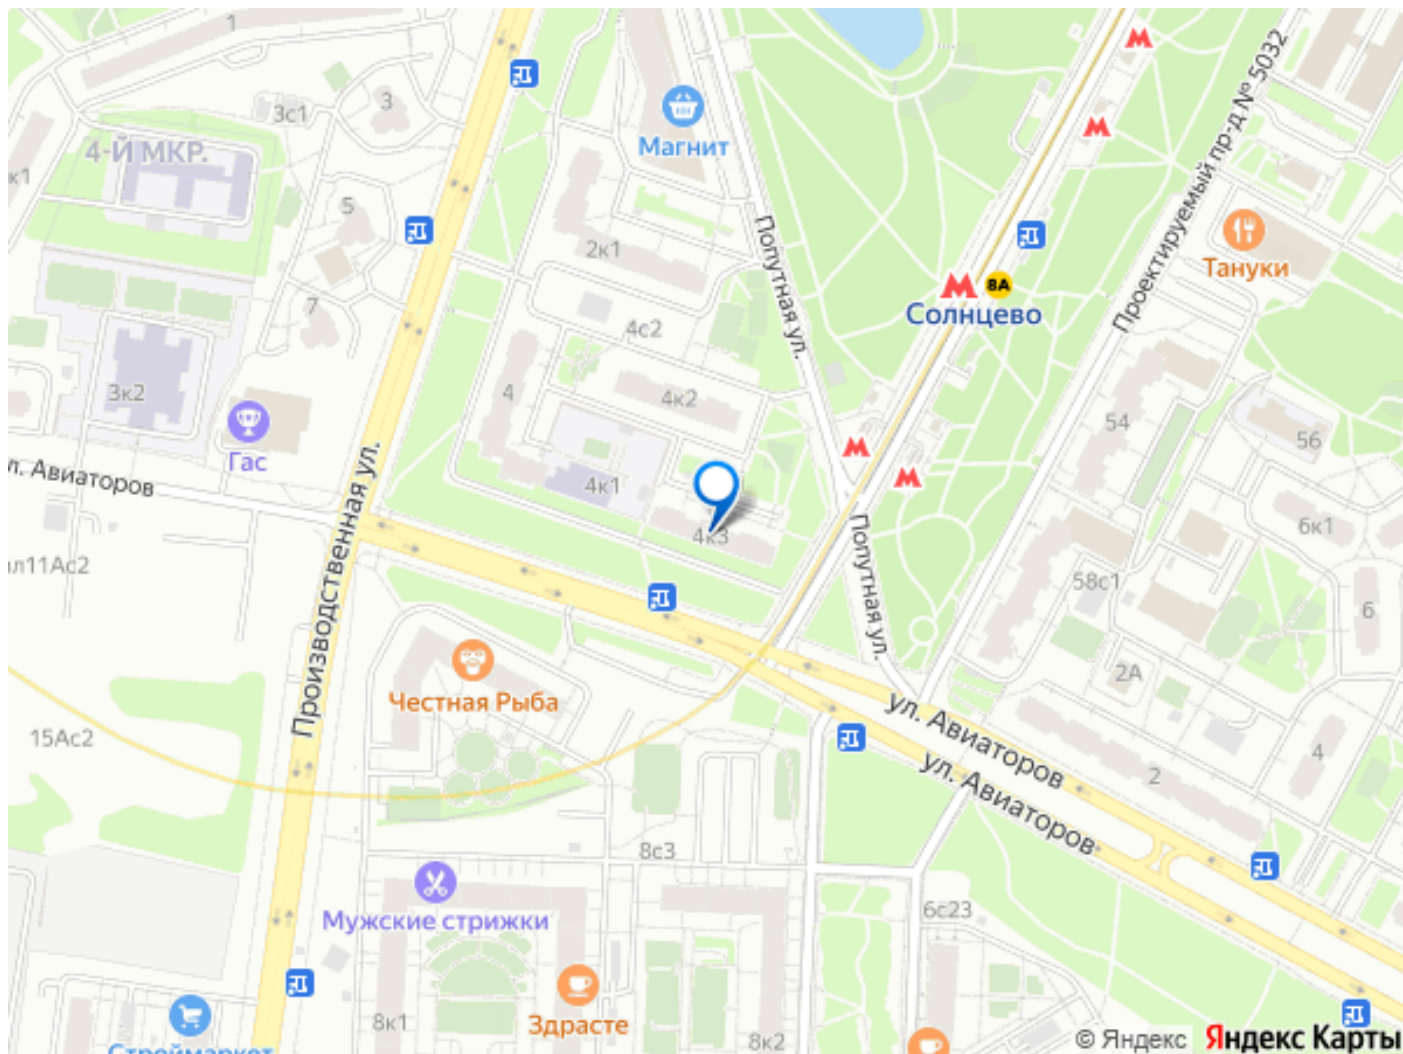 1
3с1
3
4-Й МКР.
к1
5
7
3к2
Гас
л. Авиаторов
Производственная ул.
Магнит
2к1
4с2
4
4к2
4к1
4к3
Попутная ул.
М
М
М 8А
Солнцево
М
М
Проектируемый пр-д № 5032
Тануки
54
56
6к1
58с1
6
2А
2
4
Попутная ул.
ул. Авиаторов
ул. Авиаторов
л11Ас2
15Ас2
Честная Рыба
8с3
Мужские стрижки
6с23
Здрасте
8к1
8к2
Строймаркет
© Яндекс Яндекс Карты